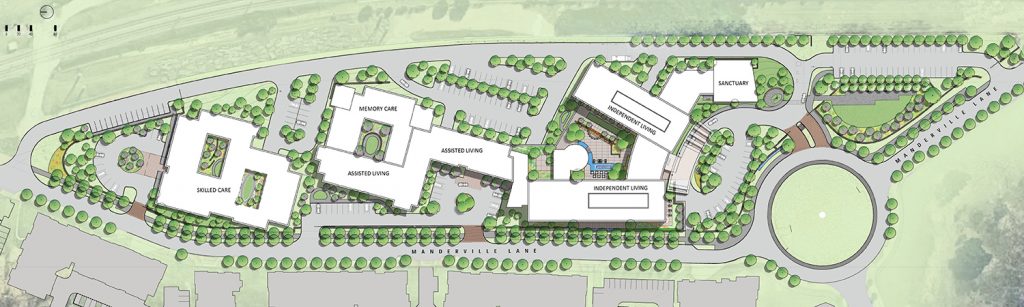 SANCTUARY
MEMORY CARE
INDEPENDENT LIVING
ASSISTED LIVING
ASSISTED LIVING
SKILLED CARE
INDEPENDENT LIVING
MANDERVILLE LANE
MANDERVILLE LANE